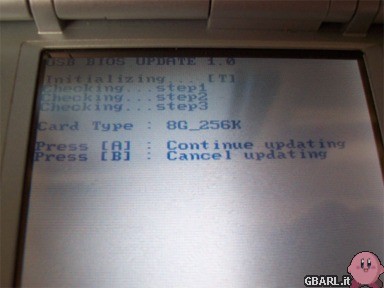 USB BIOS UPDATE 1.0
Initializing... [T]
Checking...step1
Checking...step2
Checking...step3
Card Type : 8G_256K
Press [A] : Continue updating
Press [B] : Cancel updating
GBARL.it